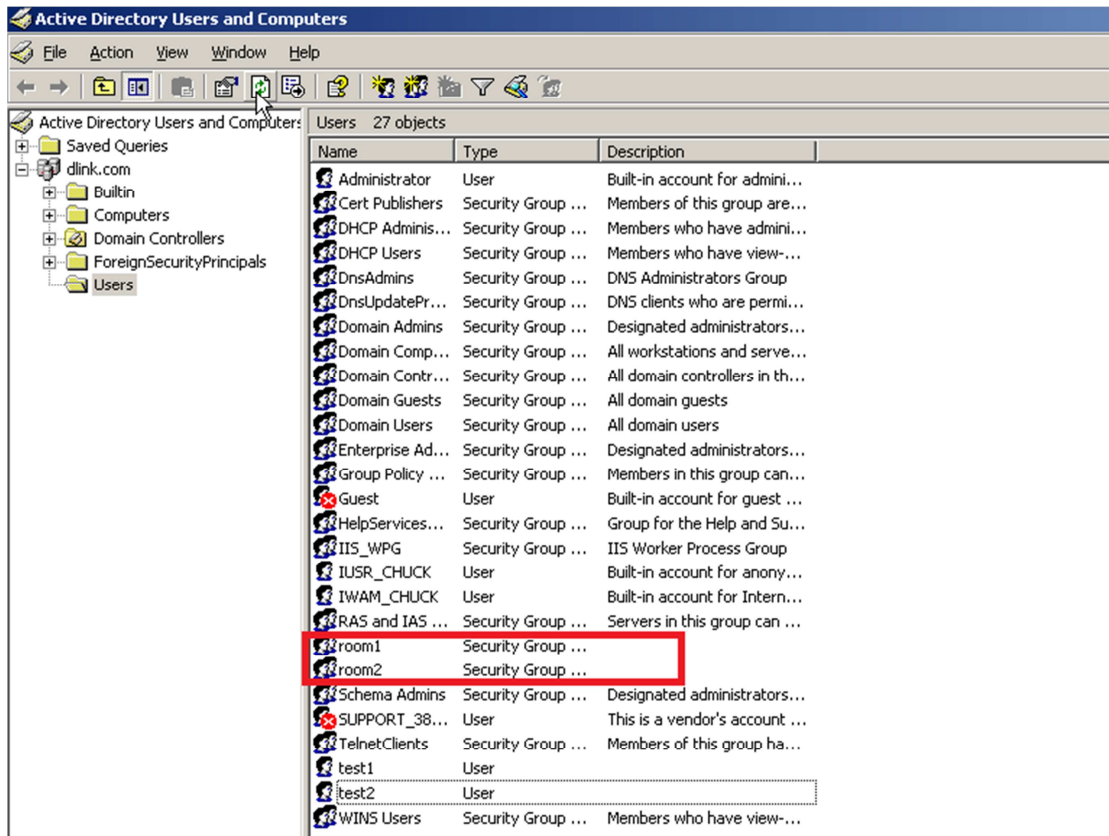 Active Directory Users and Computers
File Action View Window Help
Active Directory Users and Computers
Saved Queries
dlink.com
Builtin
Computers
Domain Controllers
ForeignSecurityPrincipals
Users
Users 27 objects
Name Type Description
Administrator User Built-in account for admini...
Cert Publishers Security Group ... Members of this group are...
DHCP Adminis... Security Group ... Members who have admini...
DHCP Users Security Group ... Members who have view-...
DnsAdmins Security Group ... DNS Administrators Group
DnsUpdatePr... Security Group ... DNS clients who are permi...
Domain Admins Security Group ... Designated administrators...
Domain Comp... Security Group ... All workstations and serve...
Domain Contr... Security Group ... All domain controllers in th...
Domain Guests Security Group ... All domain guests
Domain Users Security Group ... All domain users
Enterprise Ad... Security Group ... Designated administrators...
Group Policy ... Security Group ... Members in this group can...
Guest User Built-in account for guest ...
HelpServices... Security Group ... Group for the Help and Su...
IIS_WPG Security Group ... IIS Worker Process Group
IUSR_CHUCK User Built-in account for anony...
IWAM_CHUCK User Built-in account for Intern...
RAS and IAS ... Security Group ... Servers in this group can ...
room1 Security Group ...
room2 Security Group ...
Schema Admins Security Group ... Designated administrators...
SUPPORT_38... User This is a vendor's account ...
TelnetClients Security Group ... Members of this group ha...
test1 User
test2 User
WINS Users Security Group ... Members who have view-...